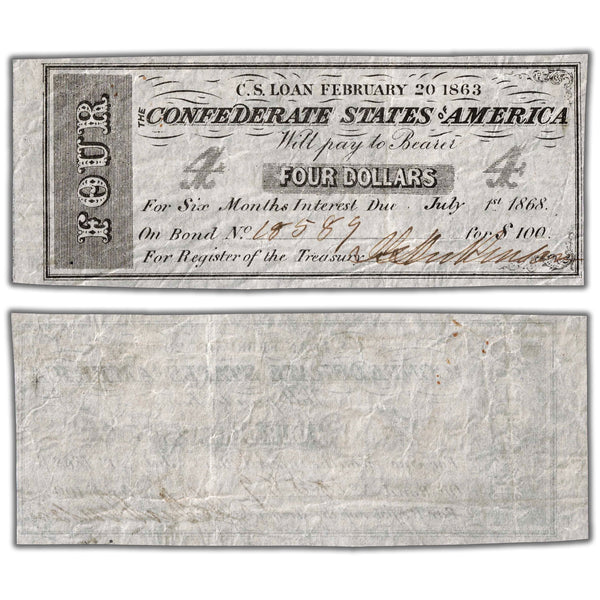 FOUR
C.S. LOAN FEBRUARY 20 1863
THE CONFEDERATE STATES OF AMERICA
Will pay to Bearer
4 FOUR DOLLARS 4
For Six Months Interest Due July 1st 1868.
On Bond No 18589 For $ 100.
For Register of the Treasury